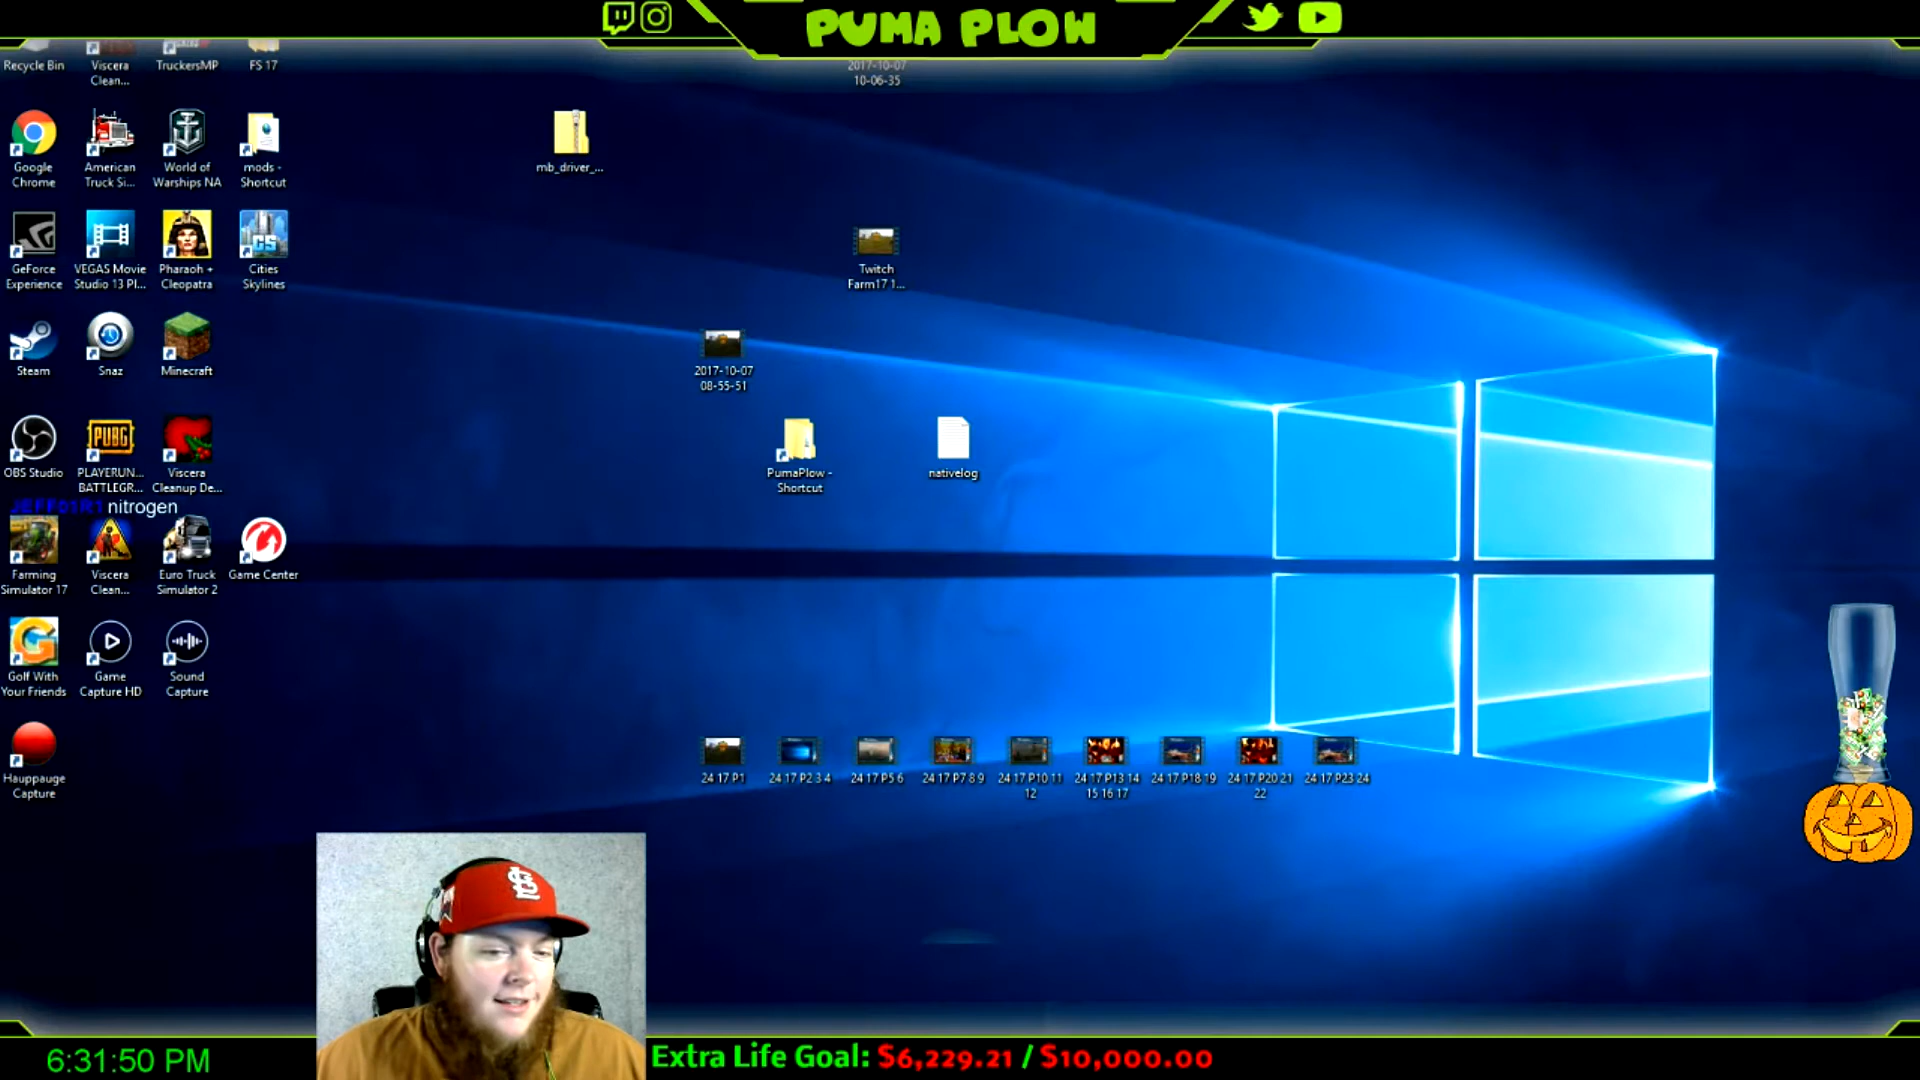 PUMA PLOW
Recycle Bin
Viscera
Clean...
TruckersMP
FS 17
2017-10-07
10-06-35
Google
Chrome
American
Truck Si...
World of
Warships NA
mods -
Shortcut
mb_driver_...
GeForce
Experience
VEGAS Movie
Studio 13 Pl...
Pharaoh +
Cleopatra
CS
Cities
Skylines
Twitch
Farm17 1...
Steam
Snaz
Minecraft
2017-10-07
08-55-51
OBS Studio
PUBG
PLAYERUN...
BATTLEGR...
Viscera
Cleanup De...
PumaPlow -
Shortcut
nativelog
JEFF01R1 nitrogen
Farming
Simulator 17
Viscera
Clean...
Euro Truck
Simulator 2
Game Center
G
Golf With
Your Friends
Game
Capture HD
Sound
Capture
Hauppauge
Capture
24 17 P1
24 17 P2 3 4
24 17 P5 6
24 17 P7 8 9
24 17 P10 11
12
24 17 P13 14
15 16 17
24 17 P18 19
24 17 P20 21
22
24 17 P23 24
STL
6:31:50 PM
Extra Life Goal: $6,229.21 / $10,000.00